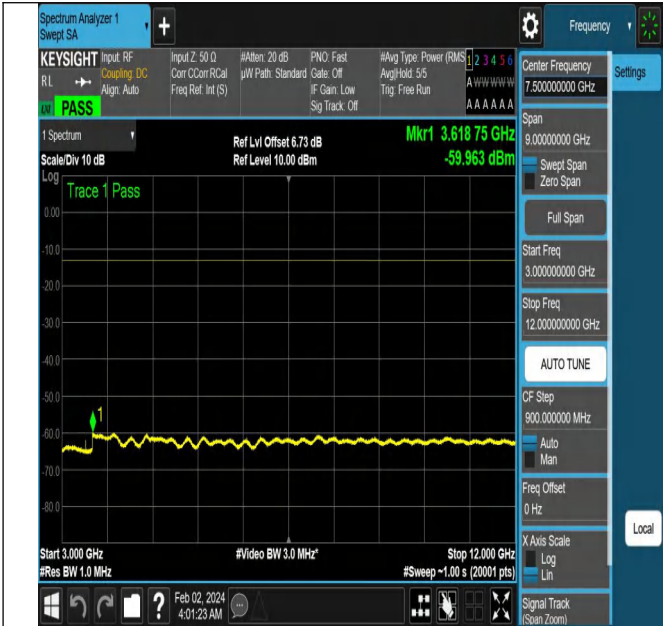 Spectrum Analyzer 1
Swept SA
+
Frequency
KEYSIGHT
RL
PASS
Input: RF
Coupling: DC
Align: Auto
Input Z: 50 Ω
Corr CCorr RCal
Freq Ref: Int (S)
#Atten: 20 dB
µW Path: Standard
PNO: Fast
Gate: Off
IF Gain: Low
Sig Track: Off
#Avg Type: Power (RMS
Avg|Hold: 5/5
Trig: Free Run
1 2 3 4 5 6
A W W W W W
A A A A A A
1 Spectrum
Scale/Div 10 dB
Ref Lvl Offset 6.73 dB
Ref Level 10.00 dBm
Mkr1 3.618 75 GHz
-59.963 dBm
Log
Trace 1 Pass
0.00
-10.0
-20.0
-30.0
-40.0
-50.0
-60.0
-70.0
-80.0
1
Start 3.000 GHz
#Res BW 1.0 MHz
#Video BW 3.0 MHz*
Stop 12.000 GHz
#Sweep ~1.00 s (20001 pts)
Feb 02, 2024
4:01:23 AM
?
Center Frequency
7.500000000 GHz
Settings
Span
9.00000000 GHz
Swept Span
Zero Span
Full Span
Start Freq
3.000000000 GHz
Stop Freq
12.000000000 GHz
AUTO TUNE
CF Step
900.000000 MHz
Auto
Man
Freq Offset
0 Hz
Local
X Axis Scale
Log
Lin
Signal Track
(Span Zoom)